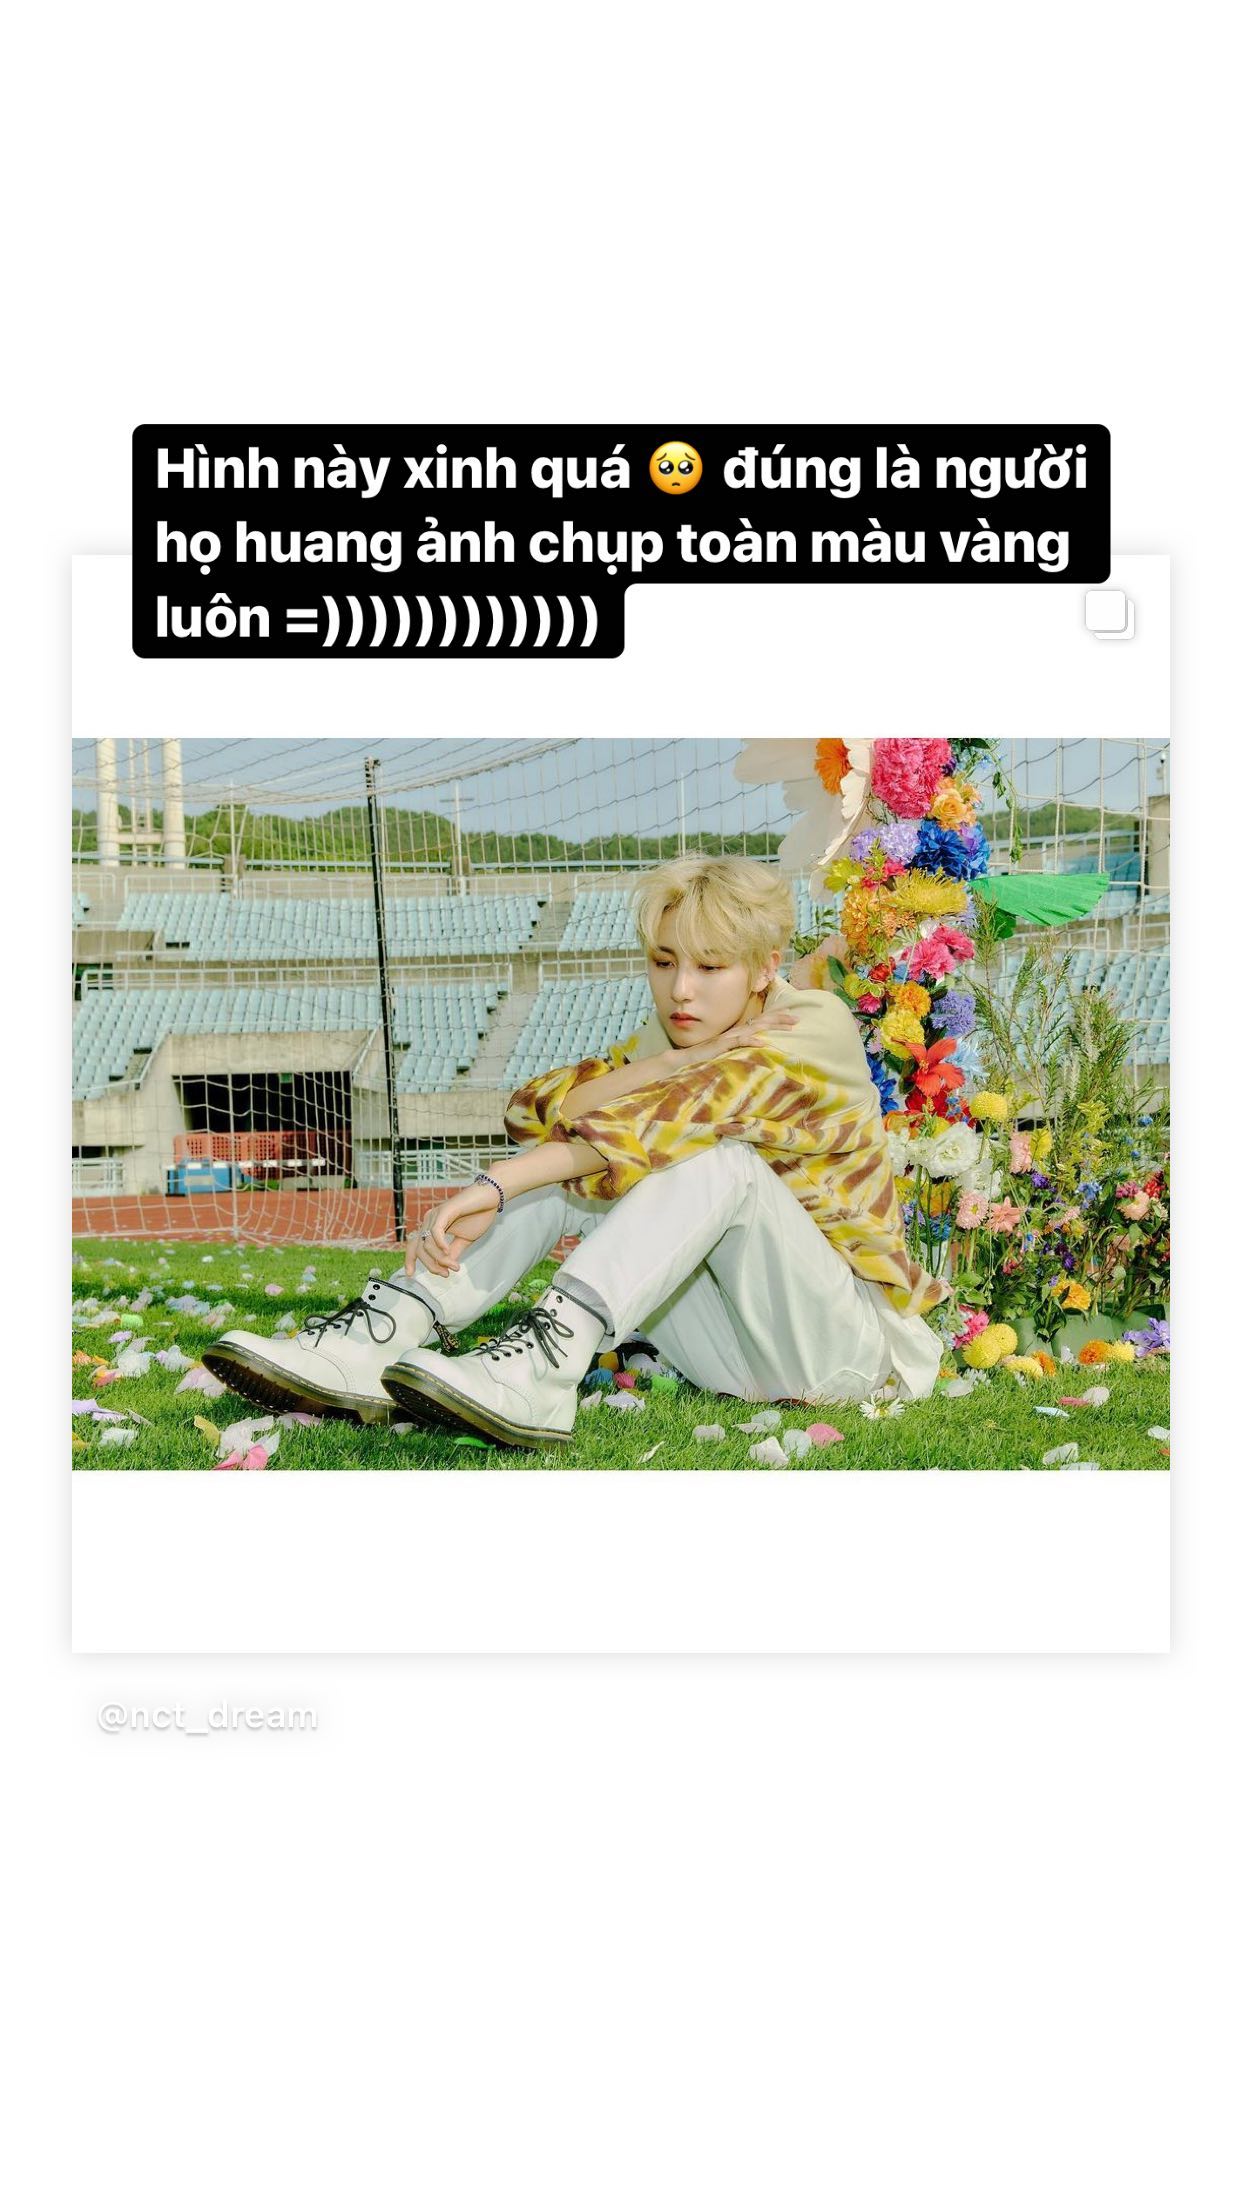 Hình này xinh quá 🥺 đúng là người
họ huang ảnh chụp toàn màu vàng
luôn =)))))))))))))
@nct_dream